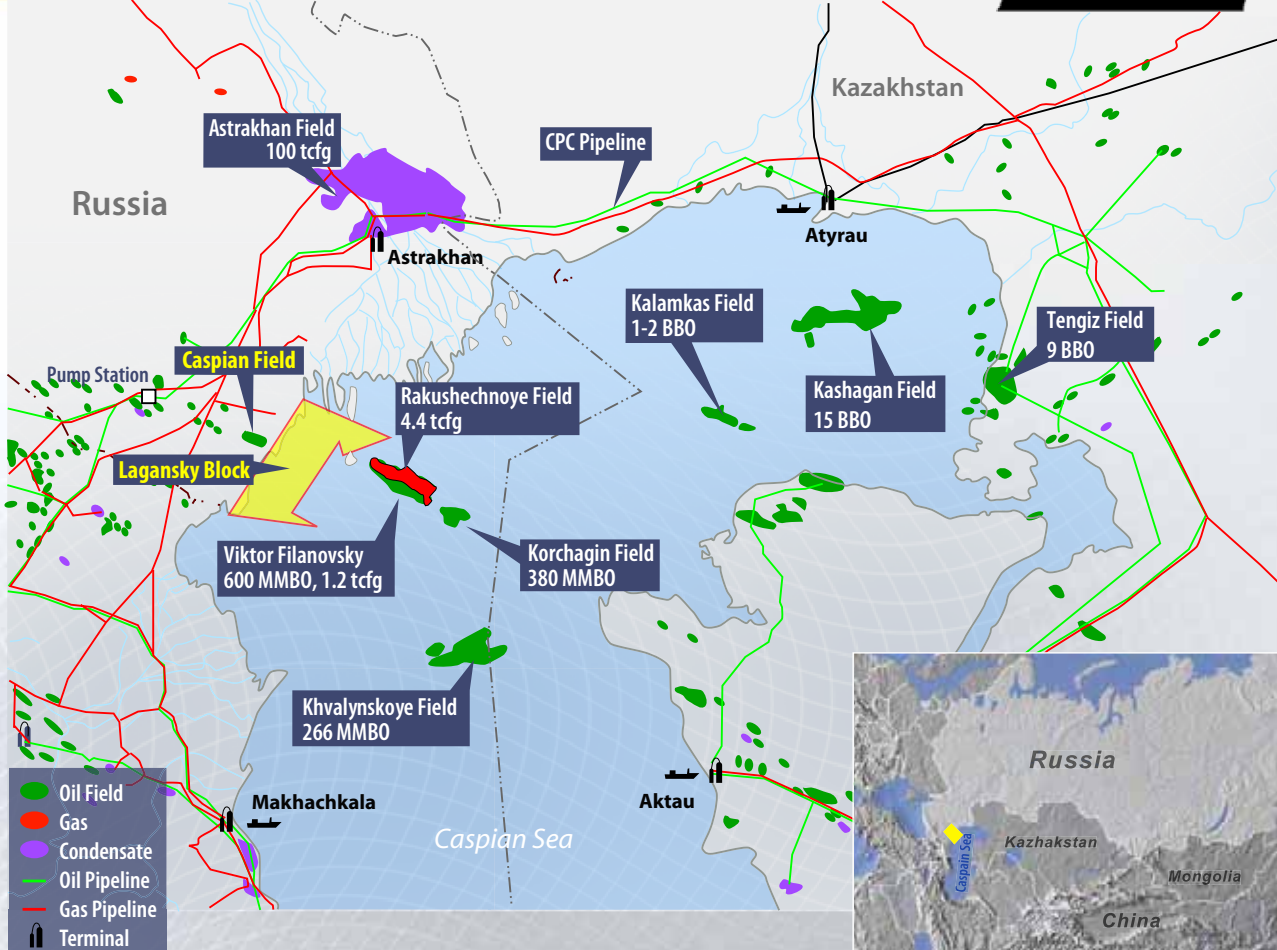 Kazakhstan
Astrakhan Field
100 tcfg
CPC Pipeline
Russia
Atyrau
Astrakhan
Kalamkas Field
1-2 BBO
Tengiz Field
9 BBO
Caspian Field
Pump Station
Kashagan Field
15 BBO
Rakushechnoye Field
4.4 tcfg
Lagansky Block
Viktor Filanovsky
600 MMBO, 1.2 tcfg
Korchagin Field
380 MMBO
Khvalynskoye Field
266 MMBO
Makhachkala
Aktau
Caspian Sea
Oil Field
Gas
Condensate
Oil Pipeline
Gas Pipeline
Terminal
Russia
Kazhakstan
Caspain Sea
Mongolia
China